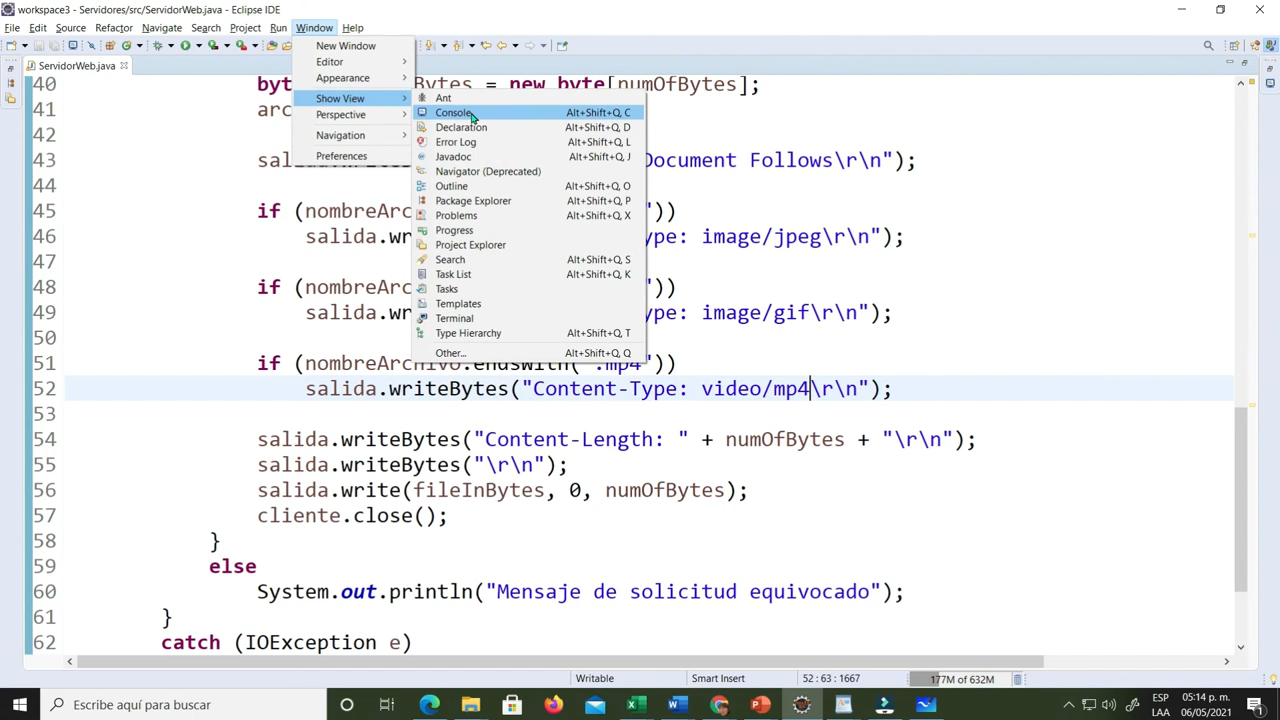 workspace3 - Servidores/src/ServidorWeb.java - Eclipse IDE
File Edit Source Refactor Navigate Search Project Run Window Help
ServidorWeb.java
New Window
Editor
Appearance
Show View
Perspective
Navigation
Preferences
Ant
Console Alt+Shift+Q, C
Declaration Alt+Shift+Q, D
Error Log Alt+Shift+Q, L
Javadoc Alt+Shift+Q, J
Navigator (Deprecated)
Outline Alt+Shift+Q, O
Package Explorer Alt+Shift+Q, P
Problems Alt+Shift+Q, X
Progress
Project Explorer
Search Alt+Shift+Q, S
Task List Alt+Shift+Q, K
Tasks
Templates
Terminal
Type Hierarchy Alt+Shift+Q, T
Other... Alt+Shift+Q, Q
40 byt Bytes = new byte[numOfBytes];
41 arc
42
43 salida. Document Follows\r\n");
44
45 if (nombreArc "))
46 salida.wr ype: image/jpeg\r\n");
47
48 if (nombreArc "))
49 salida.wr ype: image/gif\r\n");
50
51 if (nombreArchivo.endsWith(".mp4"))
52 salida.writeBytes("Content-Type: video/mp4\r\n");
53
54 salida.writeBytes("Content-Length: " + numOfBytes + "\r\n");
55 salida.writeBytes("\r\n");
56 salida.write(fileInBytes, 0, numOfBytes);
57 cliente.close();
58 }
59 else
60 System.out.println("Mensaje de solicitud equivocado");
61 }
62 catch (IOException e)
Writable Smart Insert 52 : 63 : 1667 177M of 632M
Escribe aquí para buscar
ESP
LAA
05:14 p. m.
06/05/2021